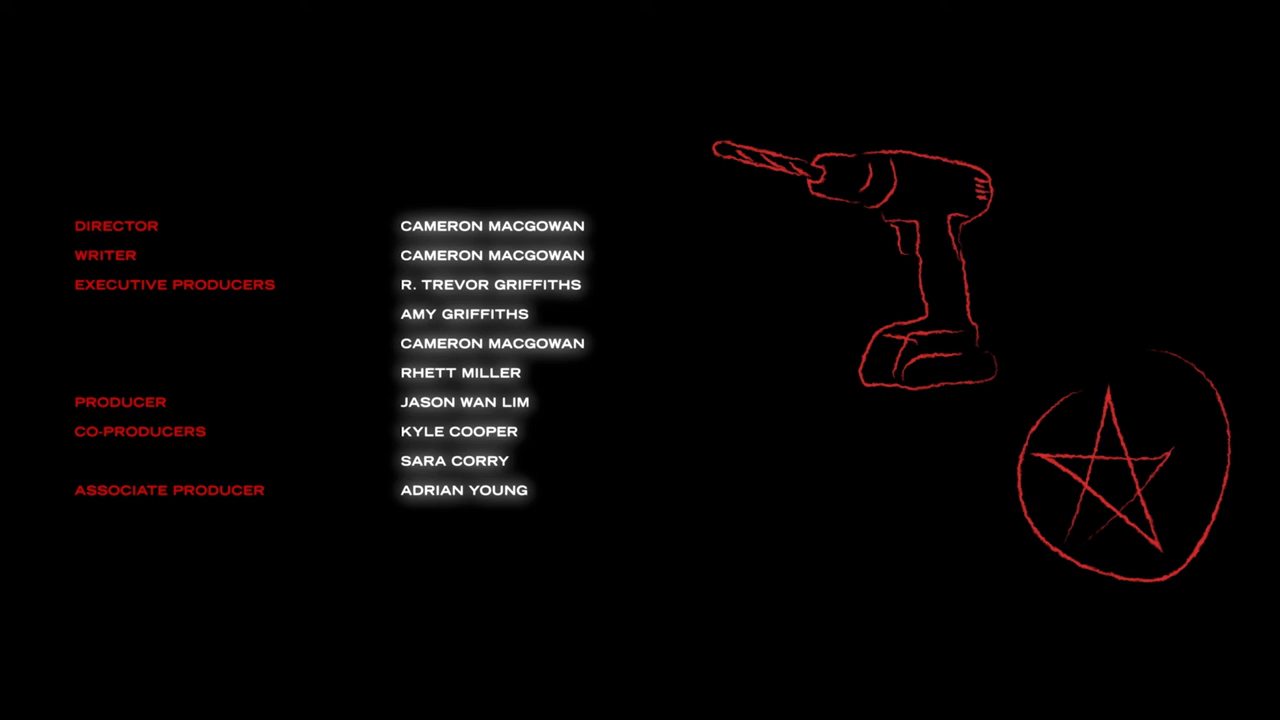 DIRECTOR CAMERON MACGOWAN
WRITER CAMERON MACGOWAN
EXECUTIVE PRODUCERS R. TREVOR GRIFFITHS
AMY GRIFFITHS
CAMERON MACGOWAN
RHETT MILLER
PRODUCER JASON WAN LIM
CO-PRODUCERS KYLE COOPER
SARA CORRY
ASSOCIATE PRODUCER ADRIAN YOUNG